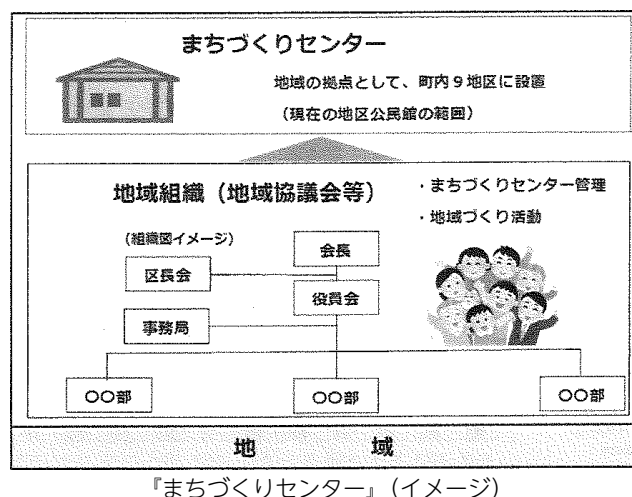 まちづくりセンター
地域の拠点として、町内9地区に設置
(現在の地区公民館の範囲)
地域組織(地域協議会等)
・まちづくりセンター管理
・地域づくり活動
(組織図イメージ)
会長
区長会
役員会
事務局
〇〇部
〇〇部
〇〇部
地 域
『まちづくりセンター』(イメージ)